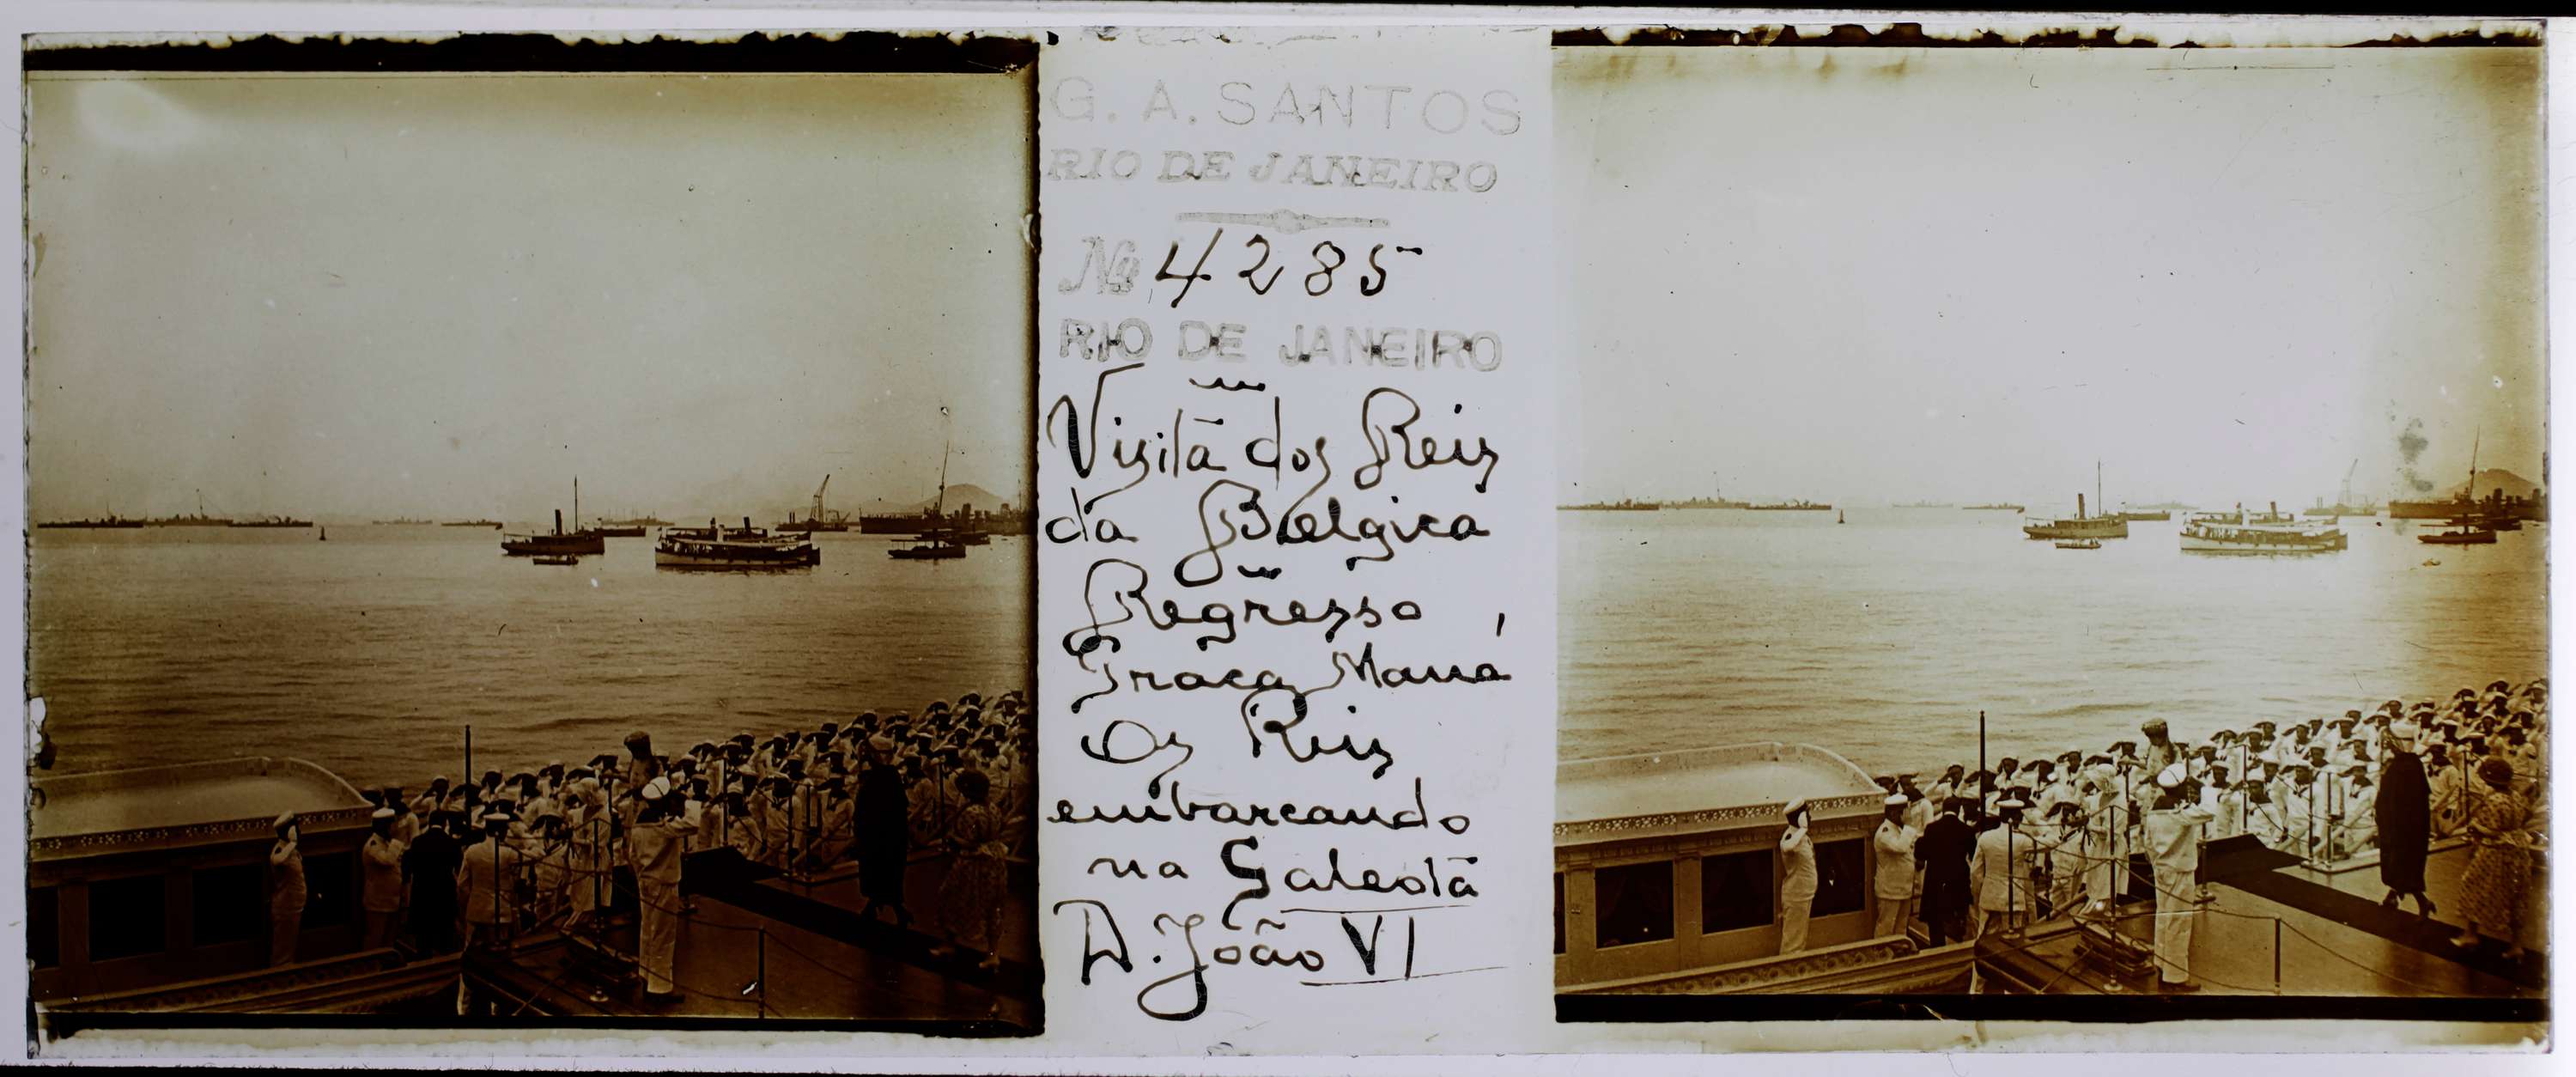 G. A. SANTOS
RIO DE JANEIRO
No 4285
RIO DE JANEIRO
Visita dos Reis
da Belgica
Regresso
Praça Mauá
Os Reis
embarcando
na Galeota
D. João VI